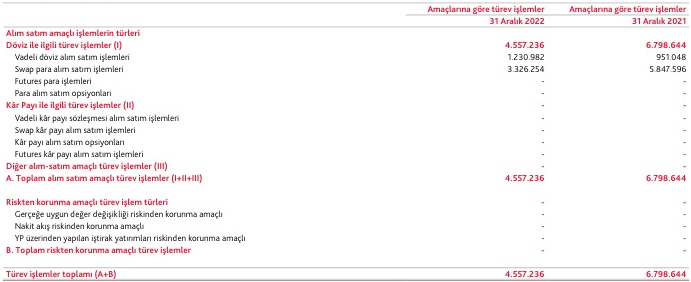 Amaçlarına göre türev işlemler Amaçlarına göre türev işlemler
31 Aralık 2022 31 Aralık 2021
Alım satım amaçlı işlemlerin türleri
Döviz ile ilgili türev işlemler (I) 4.557.236 6.798.644
Vadeli döviz alım satım işlemleri 1.230.982 951.048
Swap para alım satım işlemleri 3.326.254 5.847.596
Futures para işlemleri - -
Para alım satım opsiyonları - -
Kâr Payı ile ilgili türev işlemler (II) - -
Vadeli kâr payı sözleşmesi alım satım işlemleri - -
Swap kâr payı alım satım işlemleri - -
Kâr payı alım satım opsiyonları - -
Futures kâr payı alım satım işlemleri - -
Diğer alım-satım amaçlı türev işlemler (III) - -
A. Toplam alım satım amaçlı türev işlemler (I+II+III) 4.557.236 6.798.644
Riskten korunma amaçlı türev işlem türleri - -
Gerçeğe uygun değer değişikliği riskinden korunma amaçlı - -
Nakit akış riskinden korunma amaçlı - -
YP üzerinden yapılan iştirak yatırımları riskinden korunma amaçlı - -
B. Toplam riskten korunma amaçlı türev işlemler - -
Türev işlemler toplamı (A+B) 4.557.236 6.798.644